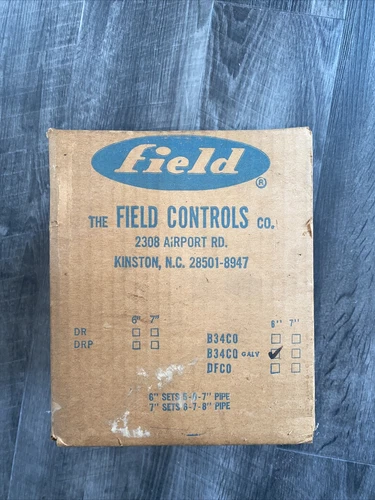 field ®
THE FIELD CONTROLS CO.
2308 AIRPORT RD.
KINSTON, N.C. 28501-8947
6" 7"
DR
DRP
6" 7"
B34CO
B34CO GALV
DFCO
6" SETS 5-6-7" PIPE
7" SETS 6-7-8" PIPE